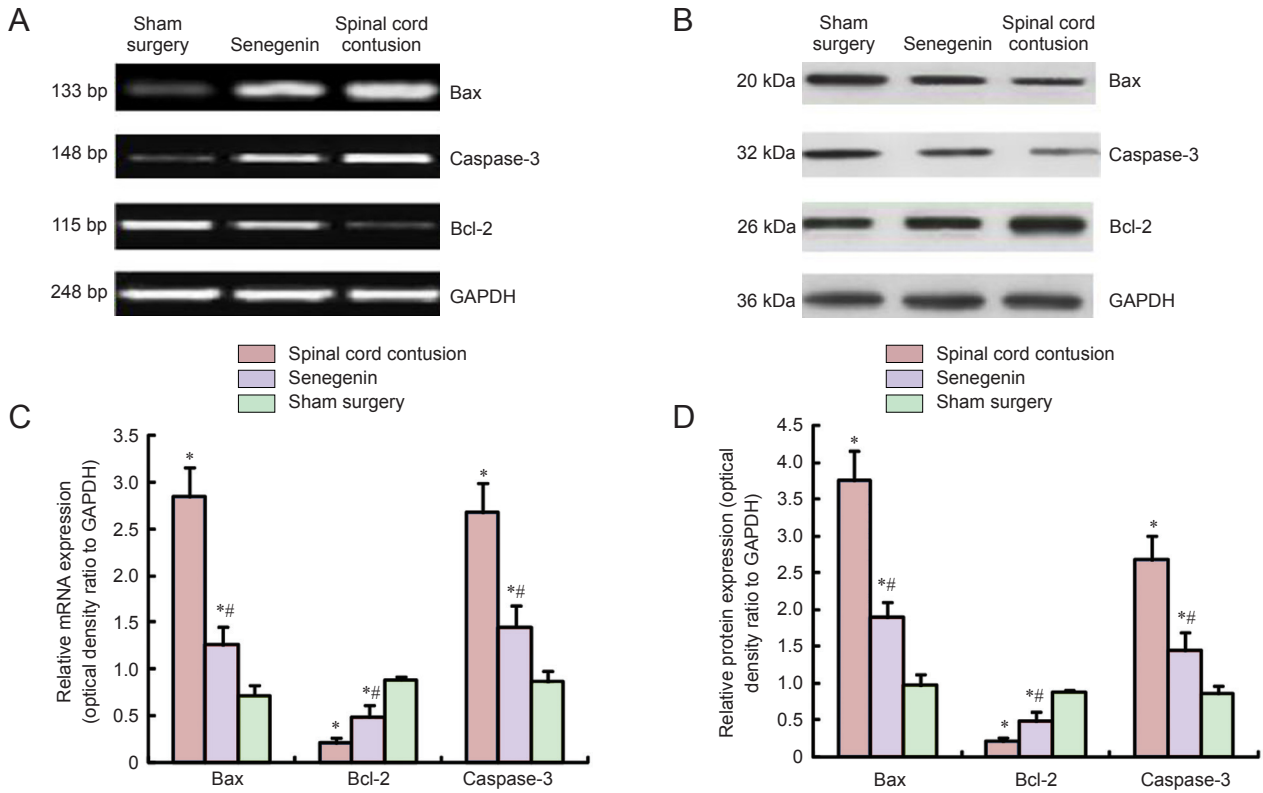 A
Sham
surgery
Senegenin
Spinal cord
contusion
133 bp
Bax
148 bp
Caspase-3
115 bp
Bcl-2
248 bp
GAPDH
B
Sham
surgery
Senegenin
Spinal cord
contusion
20 kDa
Bax
32 kDa
Caspase-3
26 kDa
Bcl-2
36 kDa
GAPDH
Spinal cord contusion
Senegenin
Sham surgery
C
Relative mRNA expression
(optical density ratio to GAPDH)
3.5
3.0
2.5
2.0
1.5
1.0
0.5
0
*
*#
*
*#
*
*#
Bax
Bcl-2
Caspase-3
Spinal cord contusion
Senegenin
Sham surgery
D
Relative protein expression (optical
density ratio to GAPDH)
4.5
4.0
3.5
3.0
2.5
2.0
1.5
1.0
0.5
0
*
*#
*
*#
*
*#
Bax
Bcl-2
Caspase-3